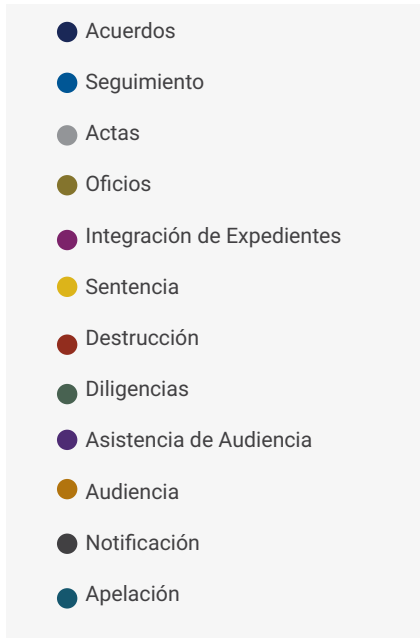 Acuerdos
Seguimiento
Actas
Oficios
Integración de Expedientes
Sentencia
Destrucción
Diligencias
Asistencia de Audiencia
Audiencia
Notificación
Apelación